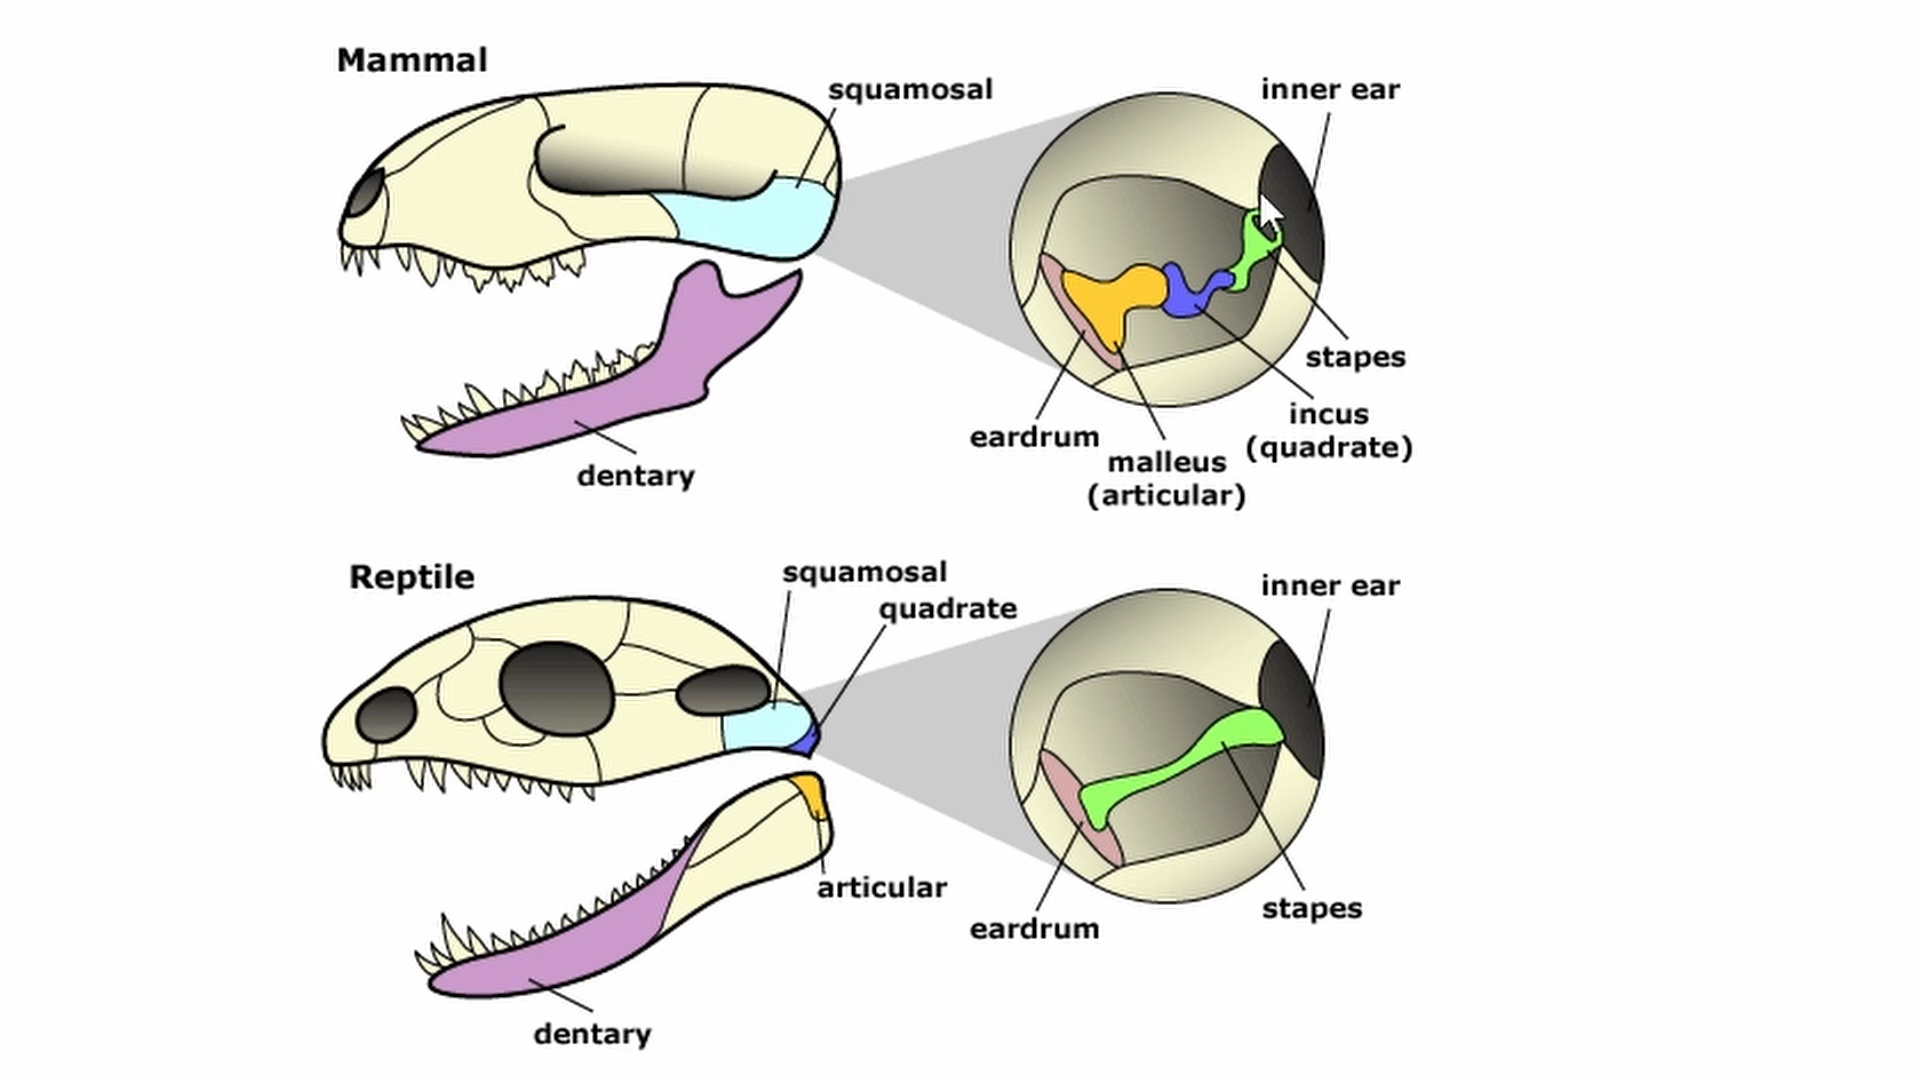 Mammal
squamosal
inner ear
stapes
incus
(quadrate)
eardrum
malleus
(articular)
dentary
Reptile
squamosal
quadrate
inner ear
articular
stapes
eardrum
dentary